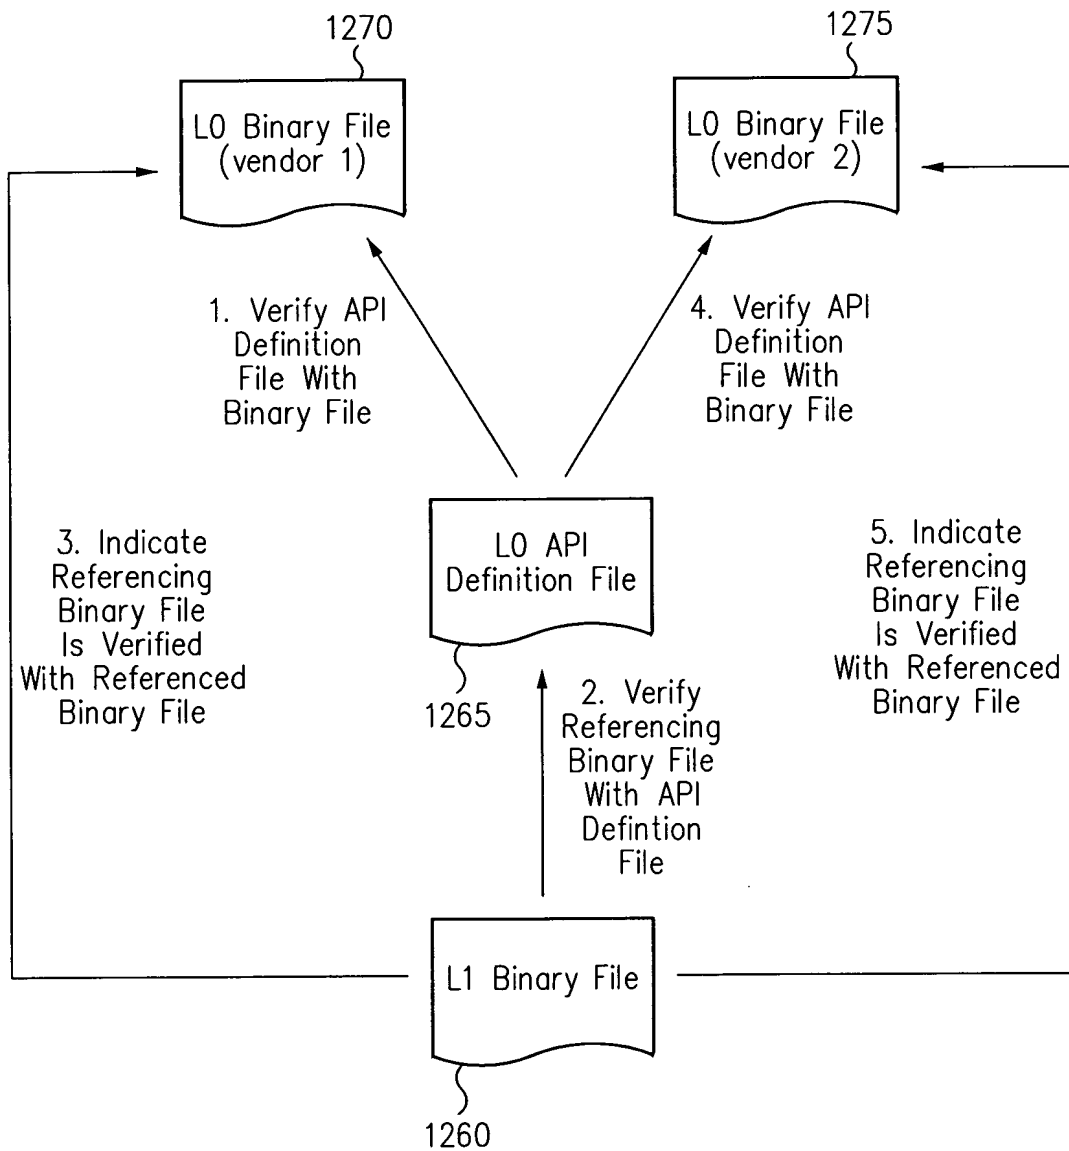 1270
1275
L0 Binary File
(vendor 1)
L0 Binary File
(vendor 2)
1. Verify API
Definition
File With
Binary File
4. Verify API
Definition
File With
Binary File
L0 API
Definition File
1265
3. Indicate
Referencing
Binary File
Is Verified
With Referenced
Binary File
5. Indicate
Referencing
Binary File
Is Verified
With Referenced
Binary File
2. Verify
Referencing
Binary File
With API
Defintion
File
L1 Binary File
1260